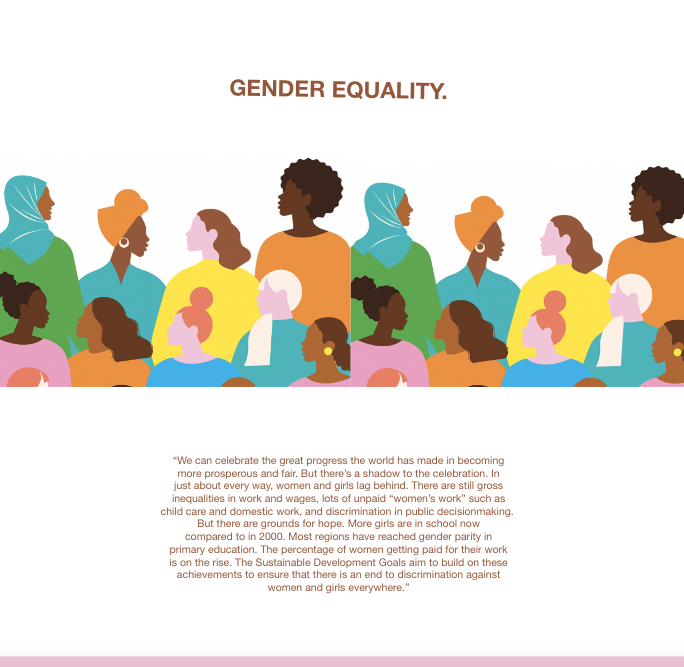 GENDER EQUALITY.
“We can celebrate the great progress the world has made in becoming
more prosperous and fair. But there’s a shadow to the celebration. In
just about every way, women and girls lag behind. There are still gross
inequalities in work and wages, lots of unpaid “women’s work” such as
child care and domestic work, and discrimination in public decisionmaking.
But there are grounds for hope. More girls are in school now
compared to in 2000. Most regions have reached gender parity in
primary education. The percentage of women getting paid for their work
is on the rise. The Sustainable Development Goals aim to build on these
achievements to ensure that there is an end to discrimination against
women and girls everywhere.”